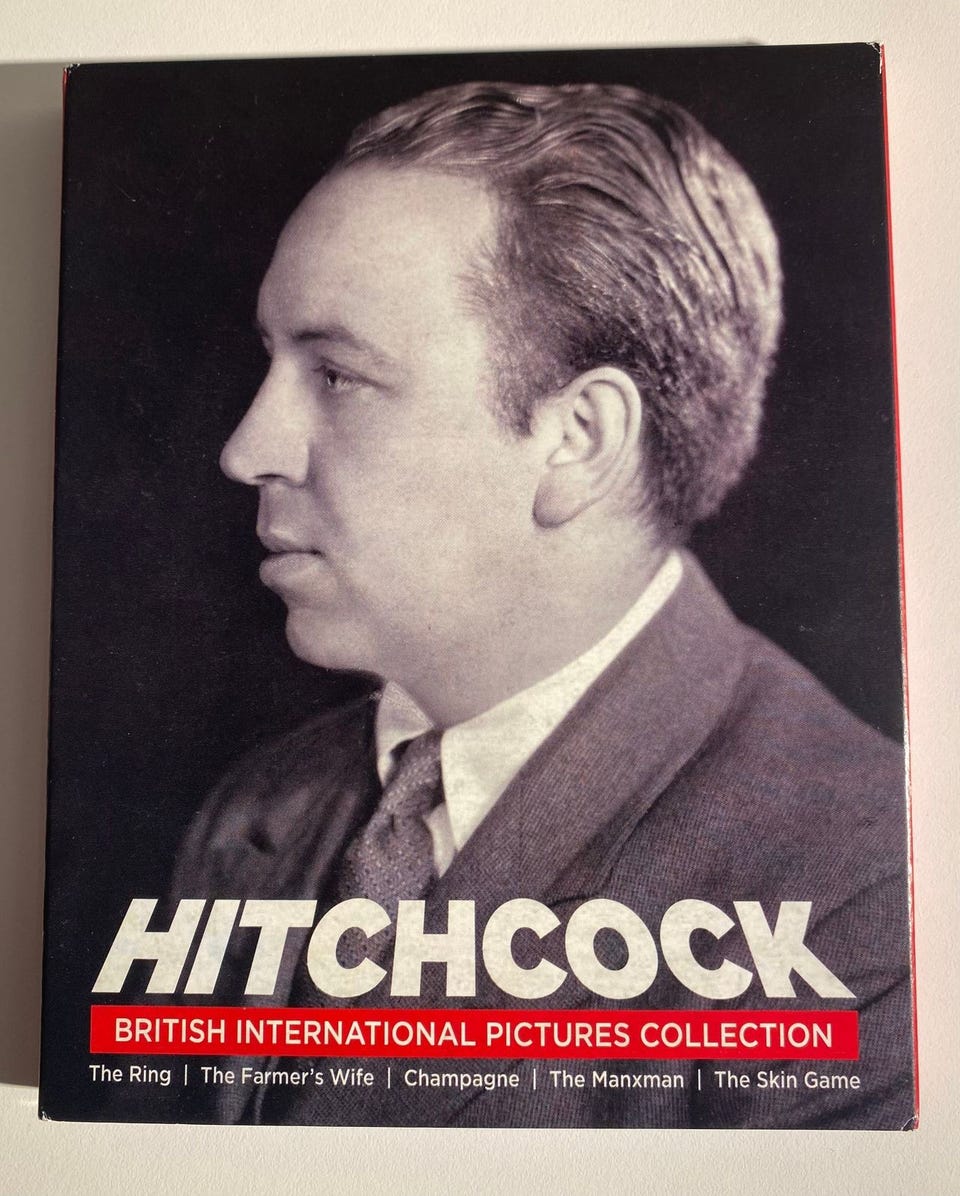 HITCHCOCK
BRITISH INTERNATIONAL PICTURES COLLECTION
The Ring | The Farmer's Wife | Champagne | The Manxman | The Skin Game